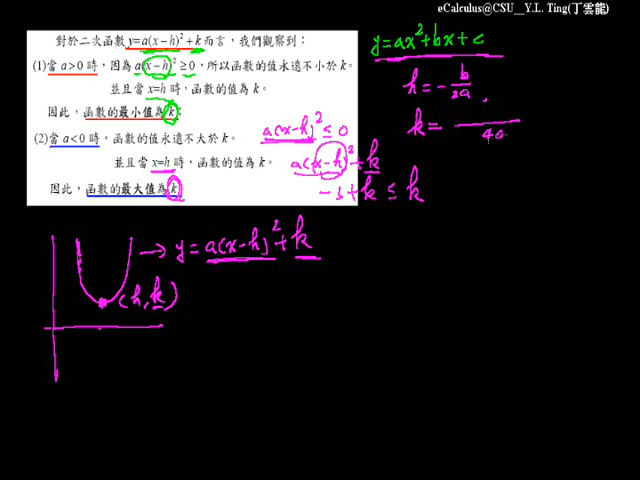 eCalculus@CSU__Y.L. Ting(丁雲龍)
對於二次函數 y=a(x−h)²+k 而言，我們觀察到：
(1)當 a>0 時，因為 a(x−h)²≥0，所以函數的值永遠不小於 k。
並且當 x=h 時，函數的值為 k。
因此，函數的最小值為 k。
(2)當 a<0 時，函數的值永遠不大於 k。
並且當 x=h 時，函數的值為 k。
因此，函數的最大值為 k。
y=ax²+bx+c
h=−b/2a，
k=
4a
a(x−h)²≤0
a(x−h)²+k
−3+k≤k
→ y=a(x−h)²+k
(h,k)